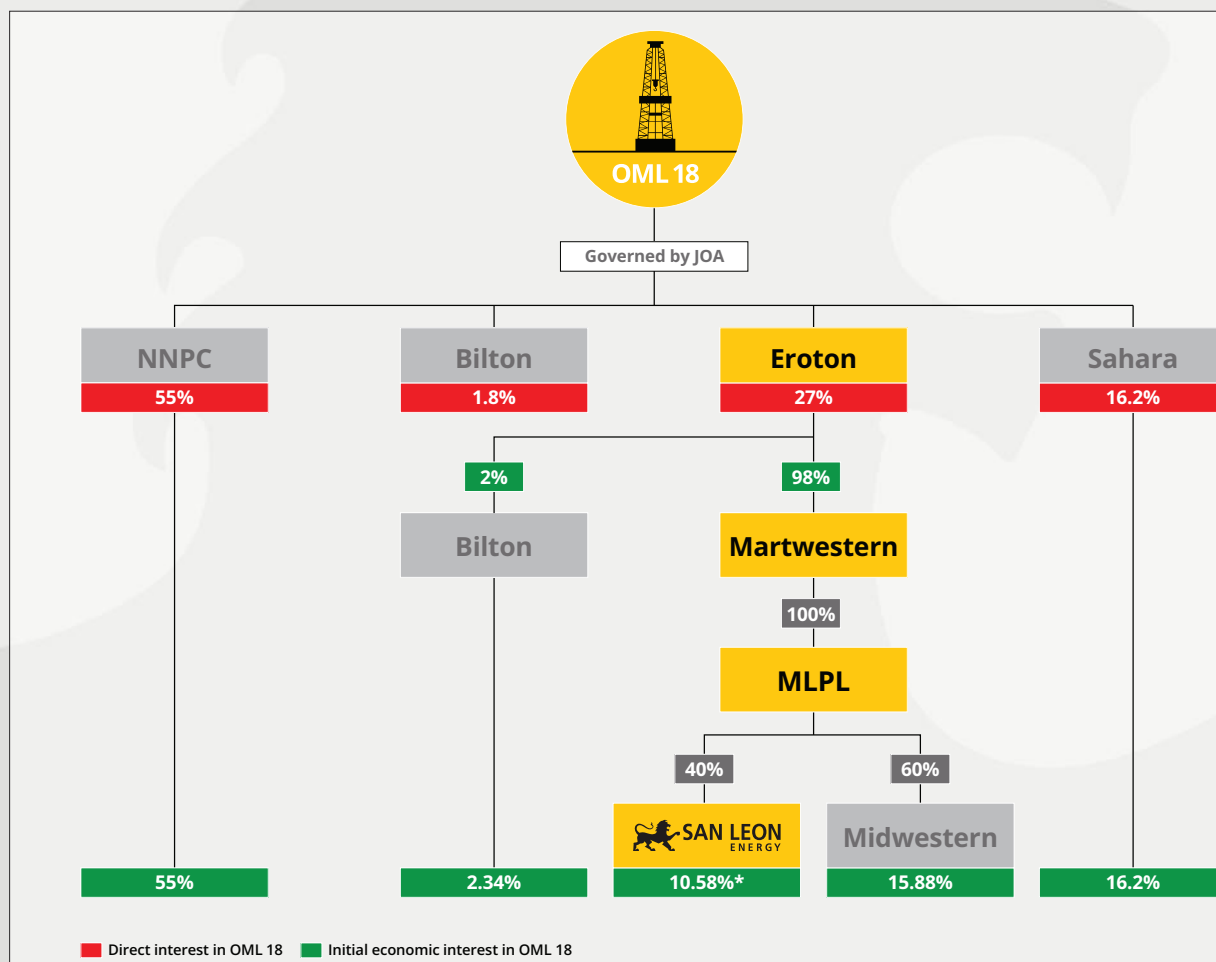 OML 18
Governed by JOA
NNPC
55%
Bilton
1.8%
Eroton
27%
Sahara
16.2%
2%
98%
Bilton
Martwestern
100%
MLPL
40%
60%
SAN LEON
ENERGY
Midwestern
55%
2.34%
10.58%*
15.88%
16.2%
Direct interest in OML 18
Initial economic interest in OML 18